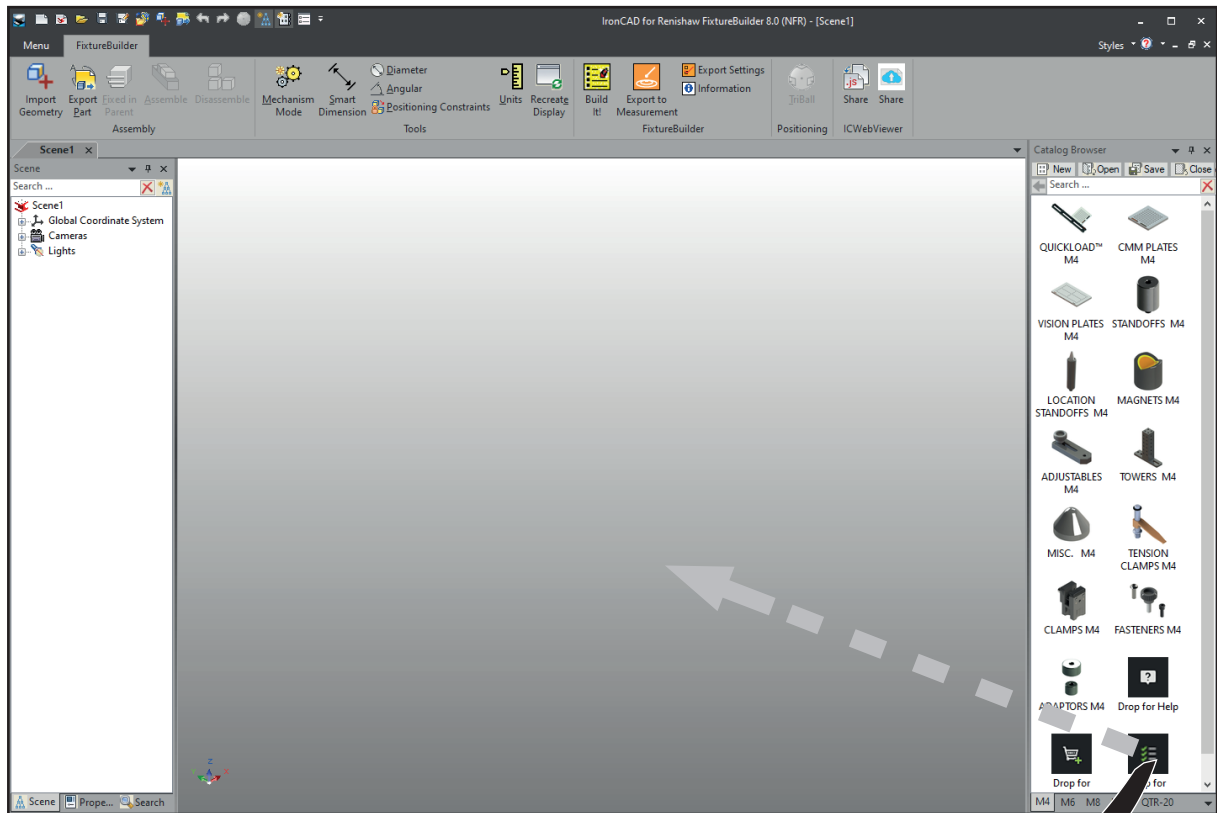 IronCAD for Renishaw FixtureBuilder 8.0 (NFR) - [Scene1]
Menu FixtureBuilder Styles
Import Geometry
Export Part
Fixed in Parent
Assemble
Disassemble
Assembly
Mechanism Mode
Smart Dimension
Diameter
Angular
Positioning Constraints
Units
Recreate Display
Tools
Build It!
Export to Measurement
Export Settings
Information
FixtureBuilder
TriBall
Positioning
.js
Share
Share
ICWebViewer
Scene1
Scene
Search ...
Scene1
Global Coordinate System
Cameras
Lights
Z
X
Scene Prope... Search
Catalog Browser
New Open Save Close
Search ...
QUICKLOAD™
M4
CMM PLATES
M4
VISION PLATES
M4
STANDOFFS M4
LOCATION
STANDOFFS M4
MAGNETS M4
ADJUSTABLES
M4
TOWERS M4
MISC. M4
TENSION
CLAMPS M4
CLAMPS M4
FASTENERS M4
ADAPTORS M4
Drop for Help
Drop for
for
M4 M6 M8 QTR-20